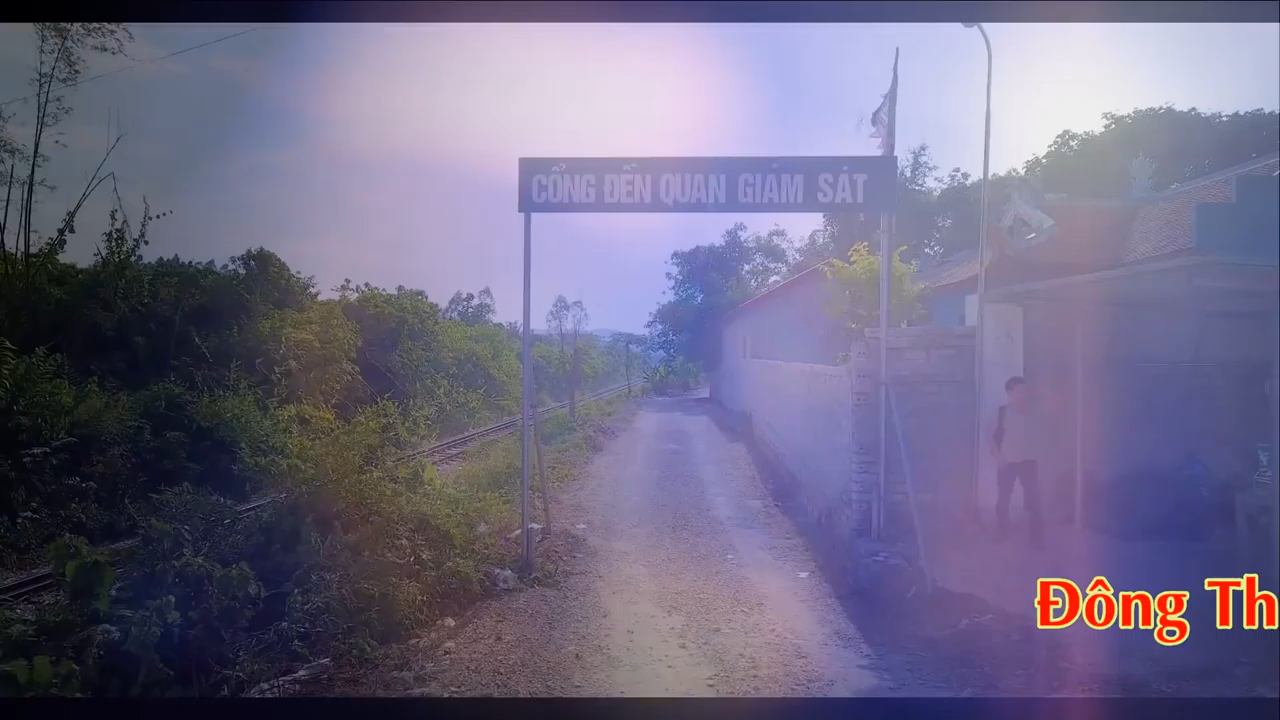 CỔNG ĐỀN QUAN GIÁM SÁT
Đông Th